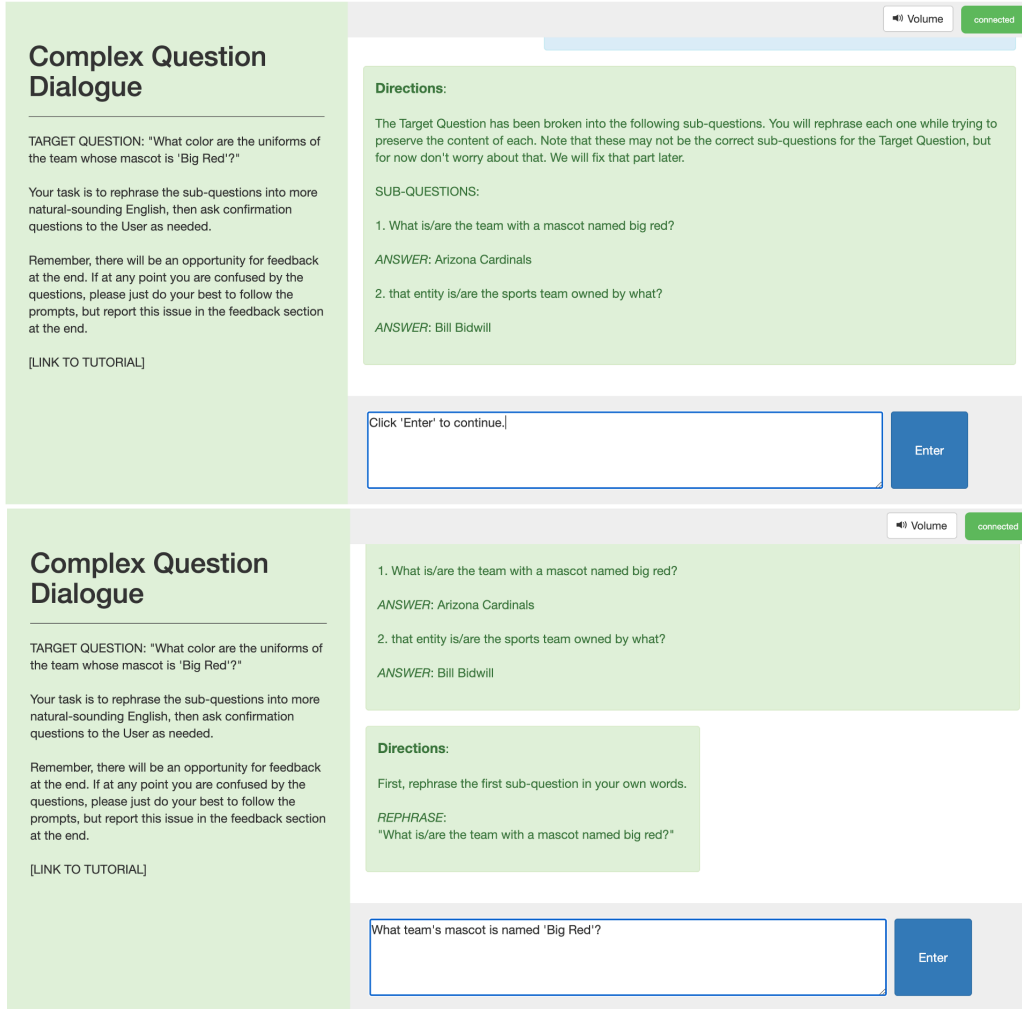 Volume
connected
Complex Question
Dialogue
TARGET QUESTION: "What color are the uniforms of
the team whose mascot is 'Big Red'?"
Your task is to rephrase the sub-questions into more
natural-sounding English, then ask confirmation
questions to the User as needed.
Remember, there will be an opportunity for feedback
at the end. If at any point you are confused by the
questions, please just do your best to follow the
prompts, but report this issue in the feedback section
at the end.
[LINK TO TUTORIAL]
Directions:
The Target Question has been broken into the following sub-questions. You will rephrase each one while trying to
preserve the content of each. Note that these may not be the correct sub-questions for the Target Question, but
for now don't worry about that. We will fix that part later.
SUB-QUESTIONS:
1. What is/are the team with a mascot named big red?
ANSWER: Arizona Cardinals
2. that entity is/are the sports team owned by what?
ANSWER: Bill Bidwill
Click 'Enter' to continue.
Enter
Volume
connected
Complex Question
Dialogue
TARGET QUESTION: "What color are the uniforms of
the team whose mascot is 'Big Red'?"
Your task is to rephrase the sub-questions into more
natural-sounding English, then ask confirmation
questions to the User as needed.
Remember, there will be an opportunity for feedback
at the end. If at any point you are confused by the
questions, please just do your best to follow the
prompts, but report this issue in the feedback section
at the end.
[LINK TO TUTORIAL]
1. What is/are the team with a mascot named big red?
ANSWER: Arizona Cardinals
2. that entity is/are the sports team owned by what?
ANSWER: Bill Bidwill
Directions:
First, rephrase the first sub-question in your own words.
REPHRASE:
"What is/are the team with a mascot named big red?"
What team's mascot is named 'Big Red'?
Enter